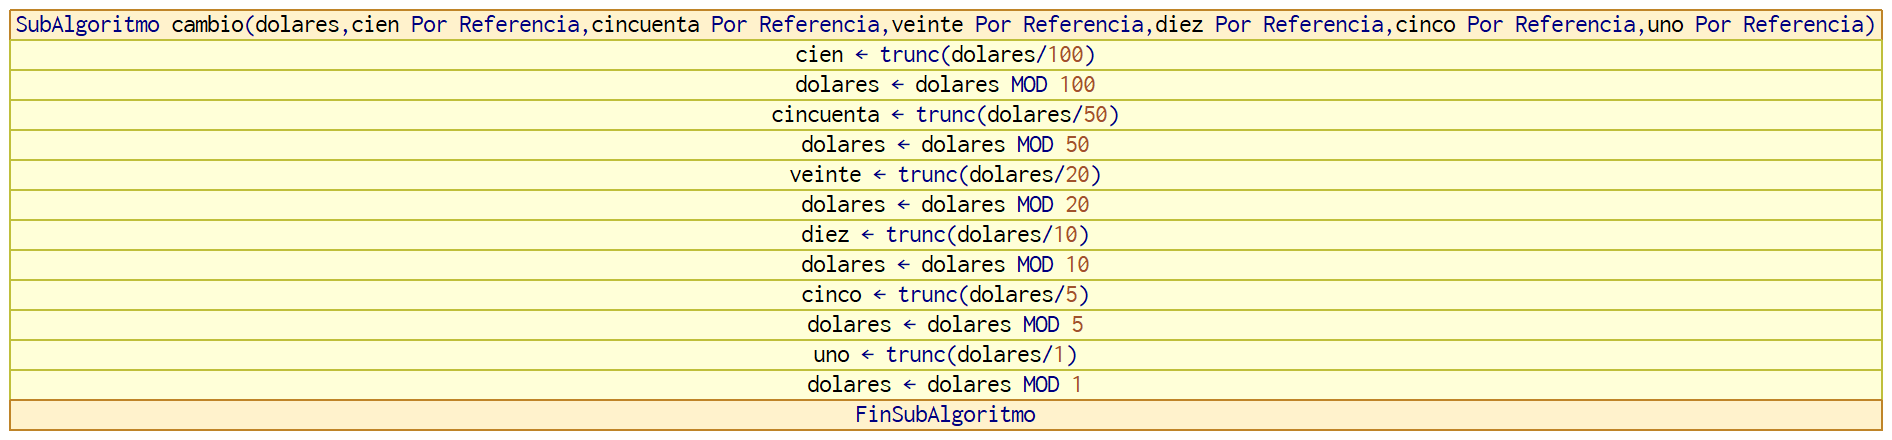 SubAlgoritmo cambio(dolares,cien Por Referencia,cincuenta Por Referencia,veinte Por Referencia,diez Por Referencia,cinco Por Referencia,uno Por Referencia)
cien ← trunc(dolares/100)
dolares ← dolares MOD 100
cincuenta ← trunc(dolares/50)
dolares ← dolares MOD 50
veinte ← trunc(dolares/20)
dolares ← dolares MOD 20
diez ← trunc(dolares/10)
dolares ← dolares MOD 10
cinco ← trunc(dolares/5)
dolares ← dolares MOD 5
uno ← trunc(dolares/1)
dolares ← dolares MOD 1
FinSubAlgoritmo